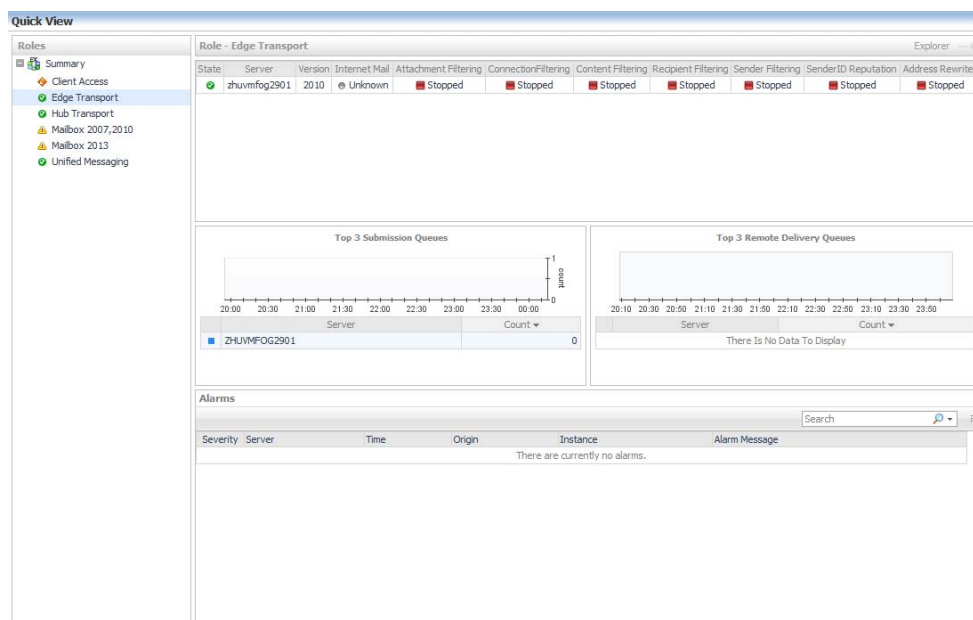 Quick View
Roles
Summary
Client Access
Edge Transport
Hub Transport
Mailbox 2007,2010
Mailbox 2013
Unified Messaging
Role - Edge Transport Explorer
State Server Version Internet Mail Attachment Filtering ConnectionFiltering Content Filtering Recipient Filtering Sender Filtering SenderID Reputation Address Rewrite
zhuvmfog2901 2010 Unknown Stopped Stopped Stopped Stopped Stopped Stopped Stopped
Top 3 Submission Queues
1
count
0
20:00 20:30 21:00 21:30 22:00 22:30 23:00 23:30 00:00
Server Count
ZHUVMFOG2901 0
Top 3 Remote Delivery Queues
20:10 20:30 20:50 21:10 21:30 21:50 22:10 22:30 22:50 23:10 23:30 23:50
Server Count
There Is No Data To Display
Alarms
Search
Severity Server Time Origin Instance Alarm Message
There are currently no alarms.